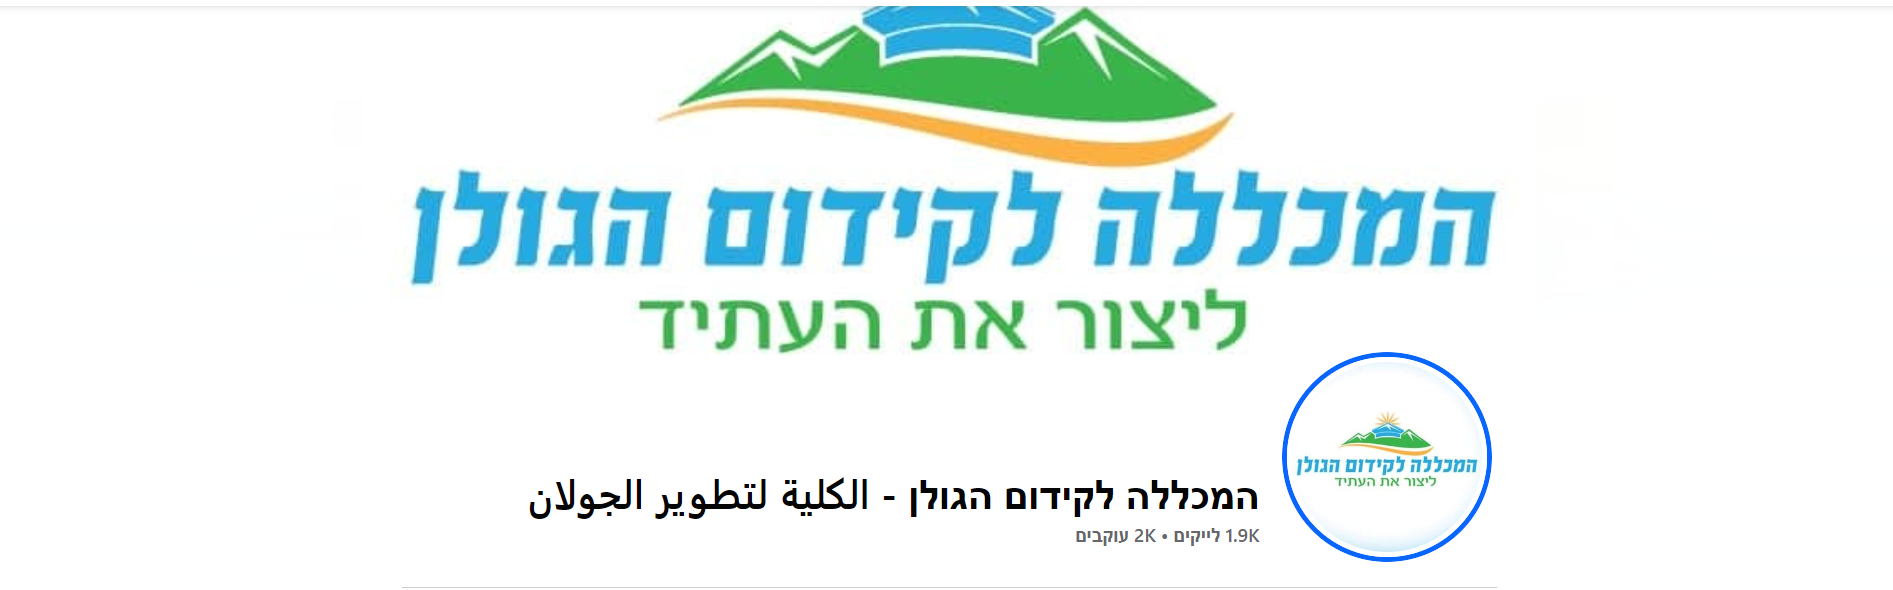 המכללה לקידום הגולן
ליצור את העתיד
המכללה לקידום הגולן
ליצור את העתיד
המכללה לקידום הגולן - الكلية لتطوير الجولان
1.9K לייקים • 2K עוקבים